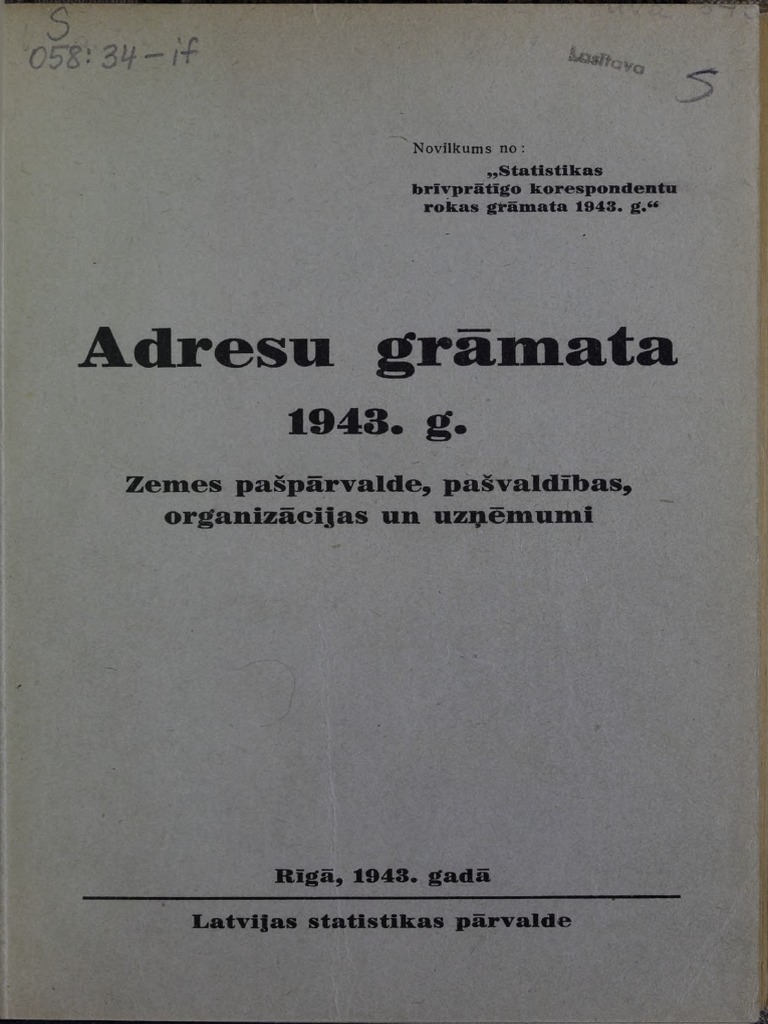 S
058:34-if
Lasītava
S
Novilkums no:
„Statistikas
brīvprātīgo korespondentu
rokas grāmata 1943. g.“
Adresu grāmata
1943. g.
Zemes pašpārvalde, pašvaldības,
organizācijas un uzņēmumi
Rīgā, 1943. gadā
Latvijas statistikas pārvalde